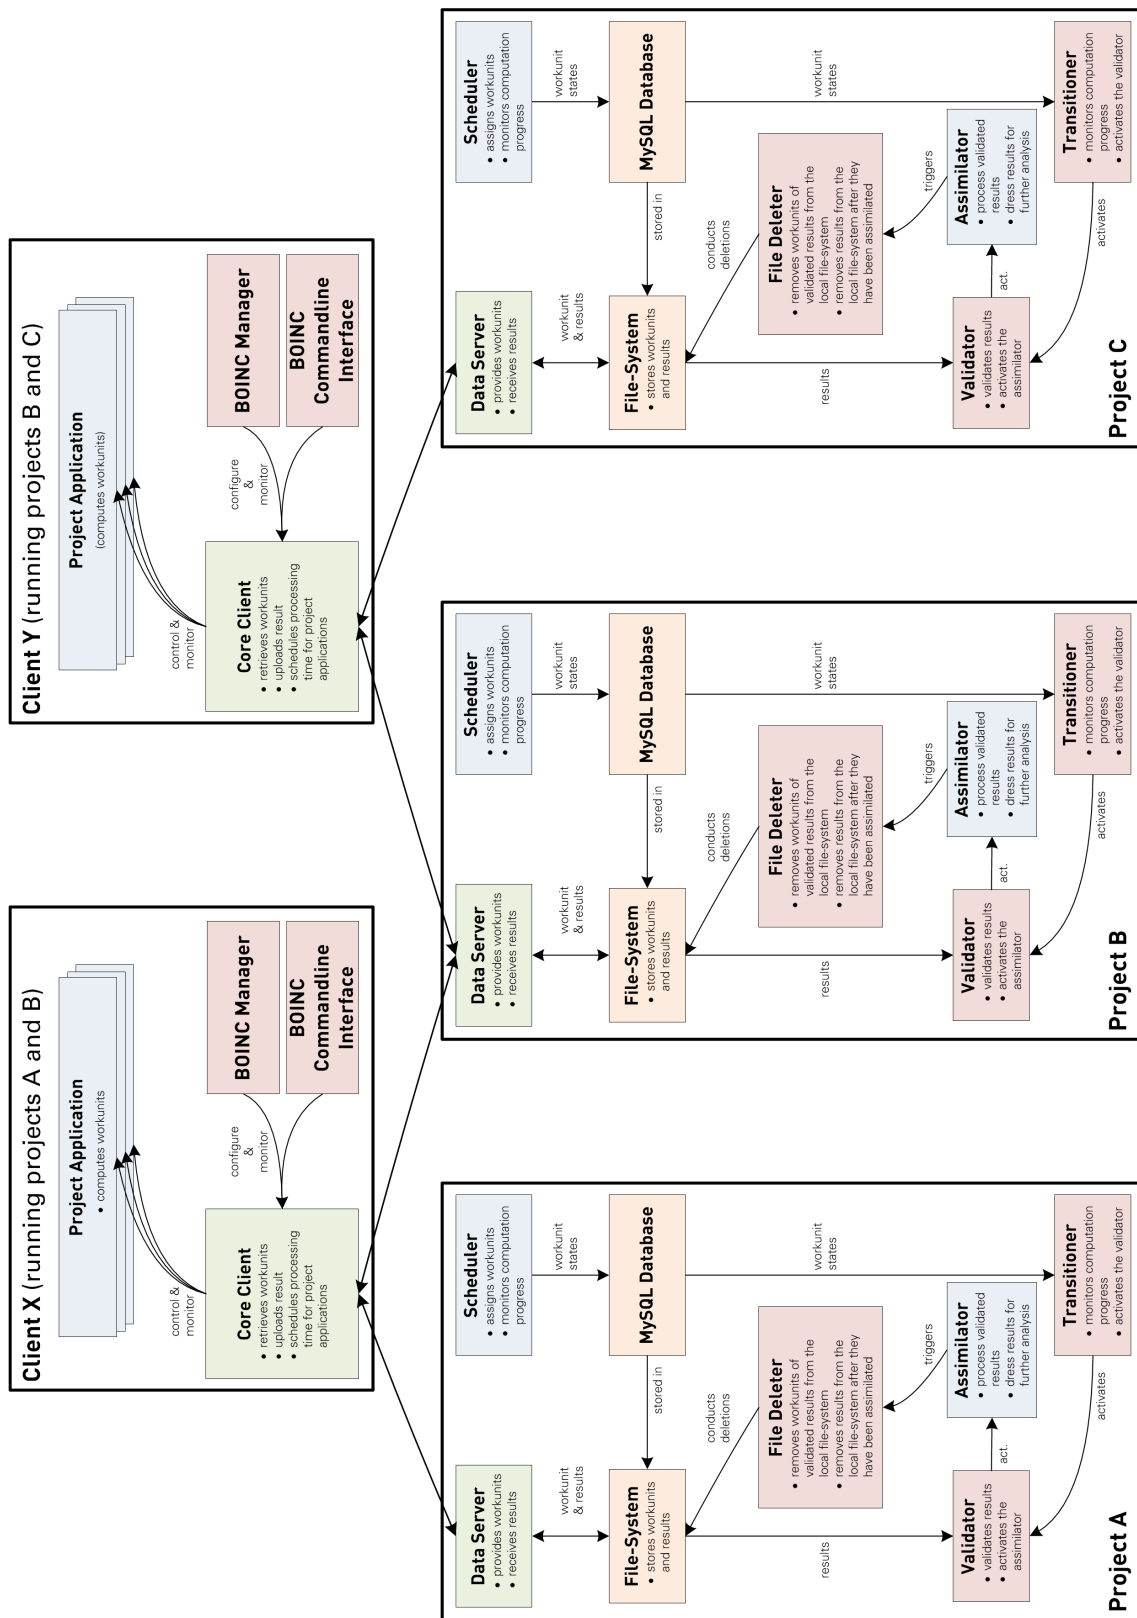 Client X (running projects A and B)
Project Application
• computes workunits
control &
monitor
Core Client
• retrieves workunits
• uploads result
• schedules processing
time for project
applications
configure
&
monitor
BOINC Manager
BOINC
Commandline
Interface
Client Y (running projects B and C)
Project Application
(computes workunits)
control &
monitor
Core Client
• retrieves workunits
• uploads result
• schedules processing
time for project
applications
configure
&
monitor
BOINC Manager
BOINC
Commandline
Interface
Data Server
• provides workunits
• receives results
Scheduler
• assigns workunits
• monitors computation
progress
workunit
& results
workunit
states
File-System
• stores workunits
and results
stored in
MySQL Database
conducts
deletions
File Deleter
• removes workunits of
validated results from the
local file-system
• removes results from the
local file-system after they
have been assimilated
results
workunit
states
triggers
Validator
• validates results
• activates the
assimilator
act.
Assimilator
• process validated
results
• dress results for
further analysis
Transitioner
• monitors computation
progress
• activates the validator
activates
Project A
Data Server
• provides workunits
• receives results
Scheduler
• assigns workunits
• monitors computation
progress
workunit
& results
workunit
states
File-System
• stores workunits
and results
stored in
MySQL Database
conducts
deletions
File Deleter
• removes workunits of
validated results from the
local file-system
• removes results from the
local file-system after they
have been assimilated
results
workunit
states
triggers
Validator
• validates results
• activates the
assimilator
act.
Assimilator
• process validated
results
• dress results for
further analysis
Transitioner
• monitors computation
progress
• activates the validator
activates
Project B
Data Server
• provides workunits
• receives results
Scheduler
• assigns workunits
• monitors computation
progress
workunit
& results
workunit
states
File-System
• stores workunits
and results
stored in
MySQL Database
conducts
deletions
File Deleter
• removes workunits of
validated results from the
local file-system
• removes results from the
local file-system after they
have been assimilated
results
workunit
states
triggers
Validator
• validates results
• activates the
assimilator
act.
Assimilator
• process validated
results
• dress results for
further analysis
Transitioner
• monitors computation
progress
• activates the validator
activates
Project C